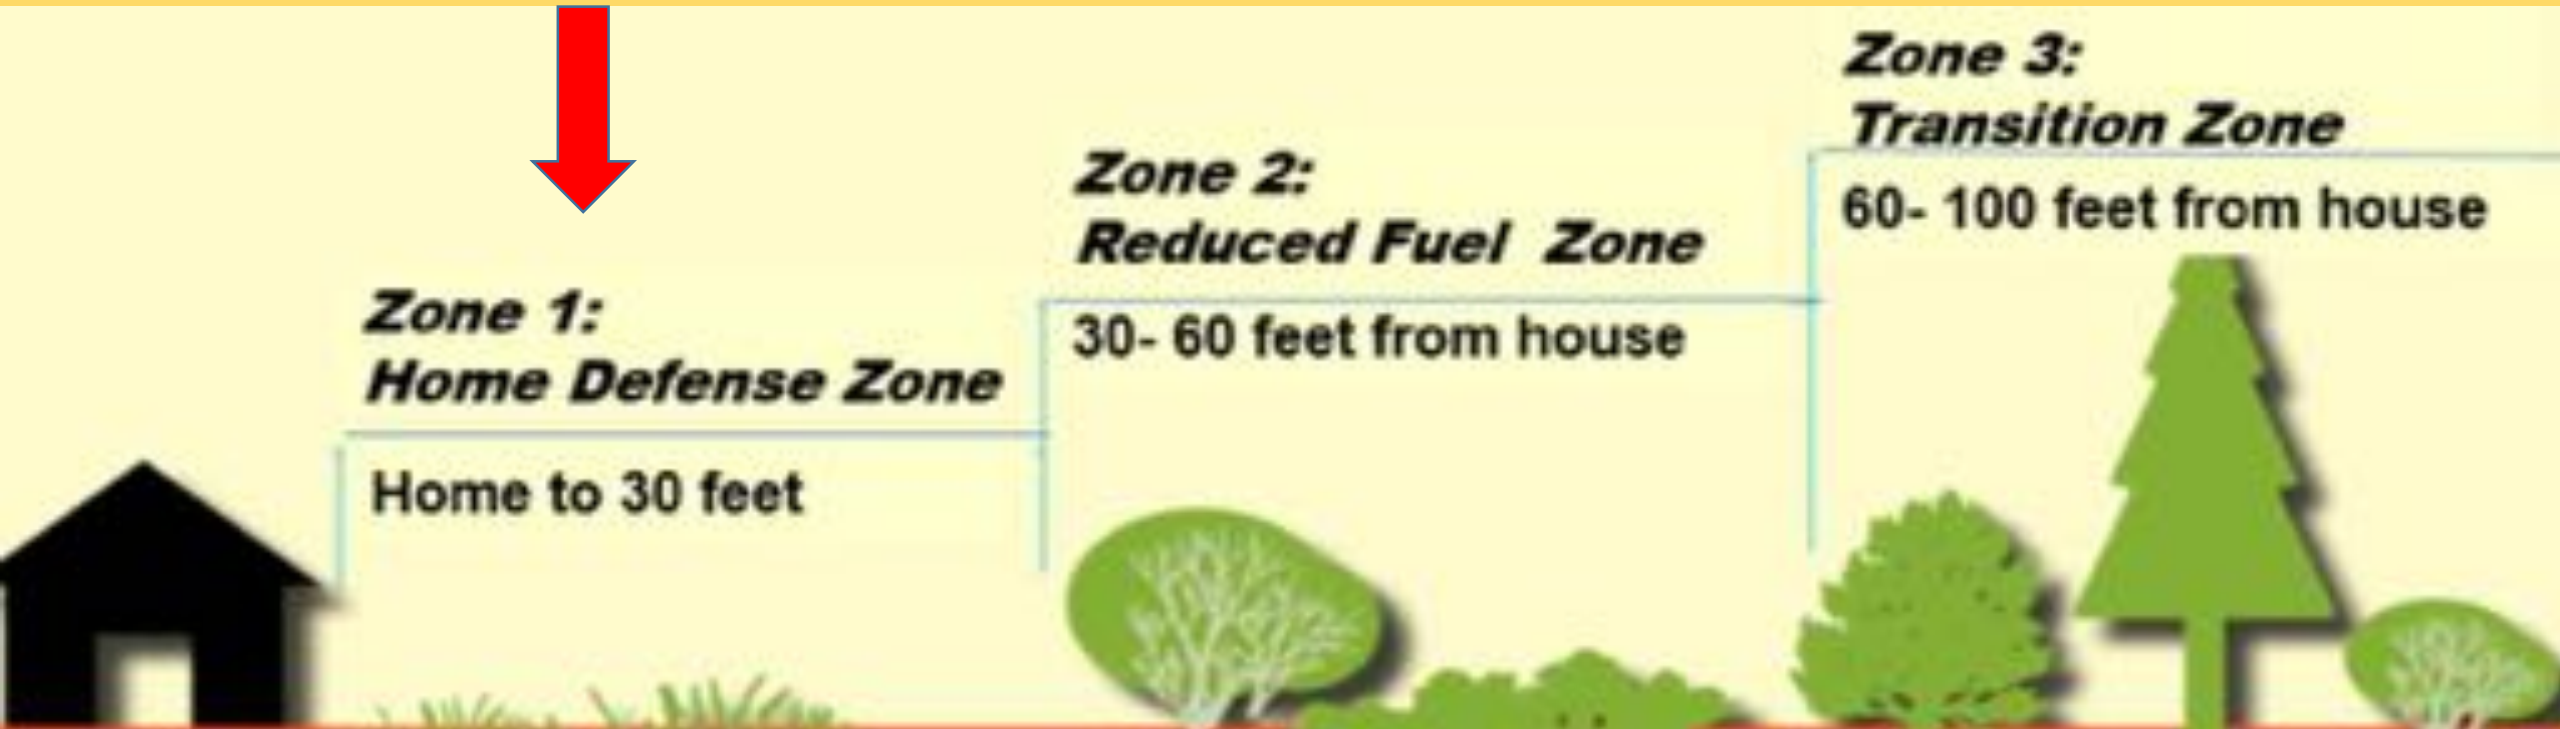 Zone 1:
Home Defense Zone
Home to 30 feet
Zone 2:
Reduced Fuel Zone
30- 60 feet from house
Zone 3:
Transition Zone
60- 100 feet from house